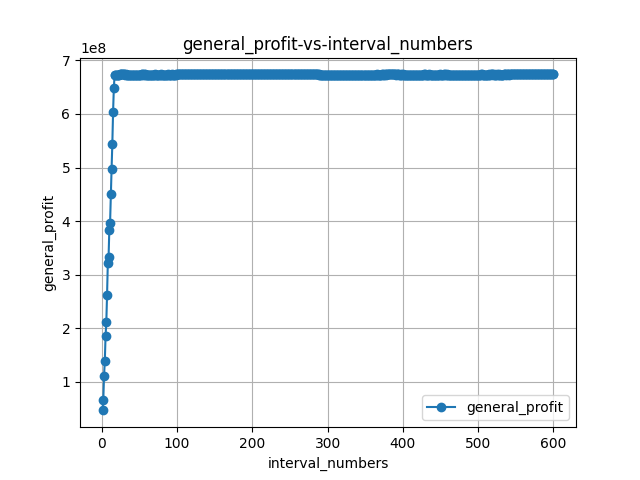 general_profit-vs-interval_numbers
1e8
7
6
5
4
3
2
1
general_profit
general_profit
0 100 200 300 400 500 600
interval_numbers